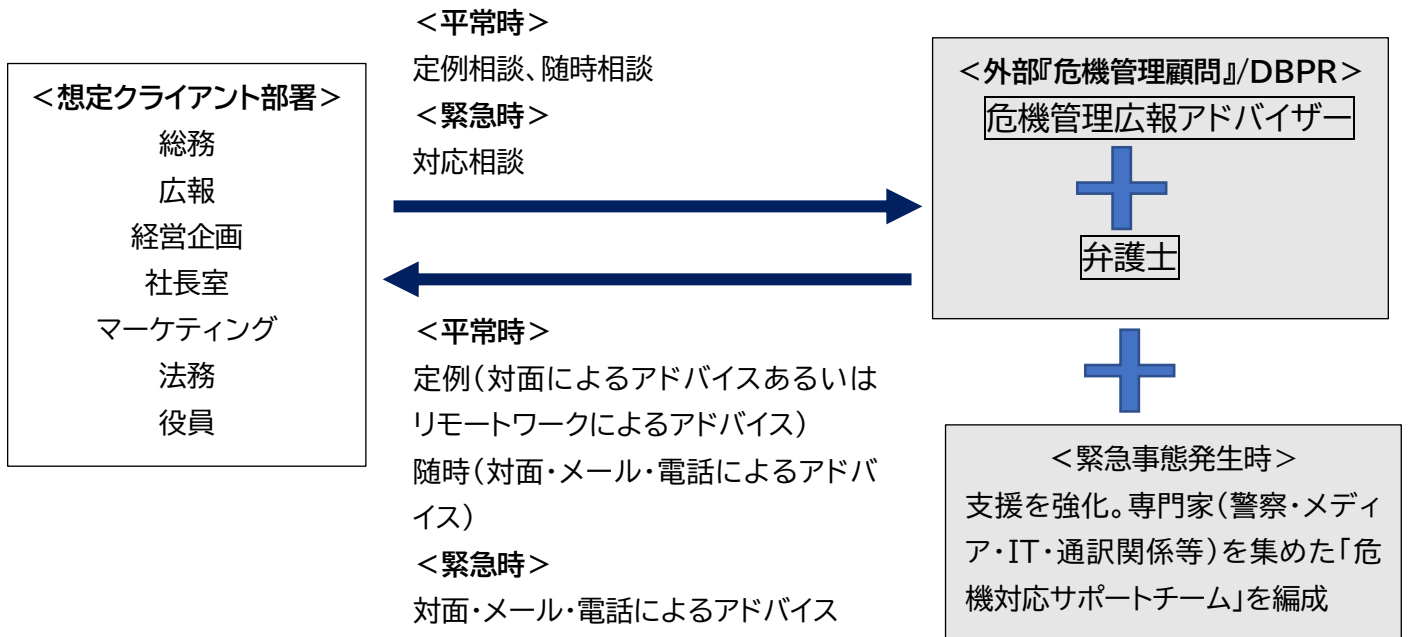 <想定クライアント部署>
総務
広報
経営企画
社長室
マーケティング
法務
役員
<平常時>
定例相談、随時相談
<緊急時>
対応相談
<平常時>
定例(対面によるアドバイスあるいは
リモートワークによるアドバイス)
随時(対面・メール・電話によるアドバ
イス)
<緊急時>
対面・メール・電話によるアドバイス
<外部『危機管理顧問』/DBPR>
危機管理広報アドバイザー
弁護士
<緊急事態発生時>
支援を強化。専門家(警察・メディ
ア・IT・通訳関係等)を集めた「危
機対応サポートチーム」を編成